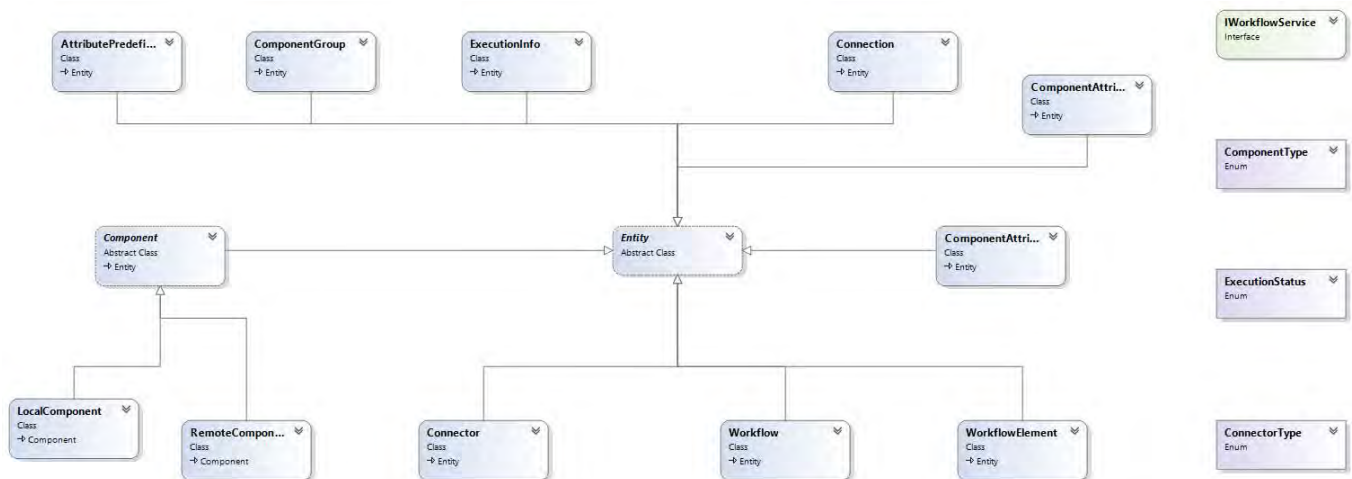 AttributePredefi...
Class
Entity
ComponentGroup
Class
Entity
ExecutionInfo
Class
Entity
Connection
Class
Entity
ComponentAttri...
Class
Entity
IWorkflowService
Interface
ComponentType
Enum
Component
Abstract Class
Entity
Entity
Abstract Class
ComponentAttri...
Class
Entity
ExecutionStatus
Enum
LocalComponent
Class
Component
RemoteCompon...
Class
Component
Connector
Class
Entity
Workflow
Class
Entity
WorkflowElement
Class
Entity
ConnectorType
Enum